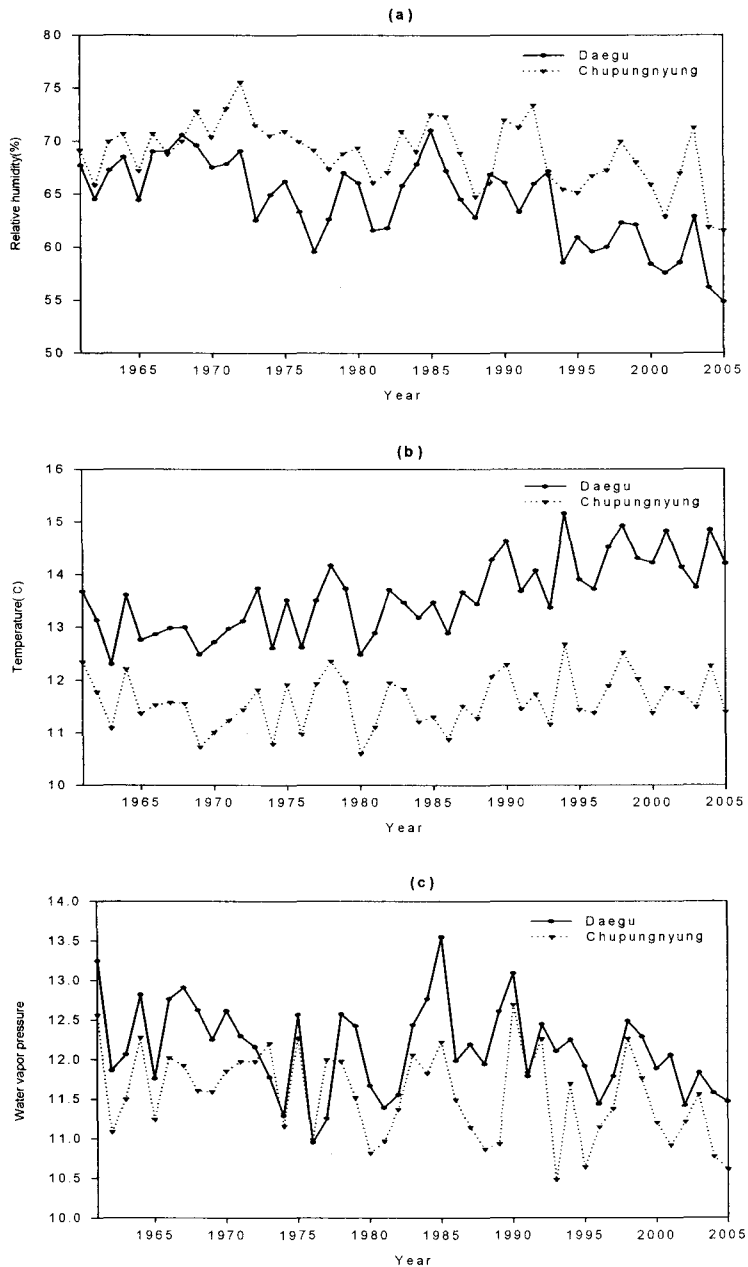 (a)
80
75
70
65
60
55
50
Relative humidity(%)
Daegu
Chupungnyung
1965 1970 1975 1980 1985 1990 1995 2000 2005
Year
(b)
16
15
14
13
12
11
10
Temperature(℃)
Daegu
Chupungnyung
1965 1970 1975 1980 1985 1990 1995 2000 2005
Year
(c)
14.0
13.5
13.0
12.5
12.0
11.5
11.0
10.5
10.0
Water vapor pressure
Daegu
Chupungnyung
1965 1970 1975 1980 1985 1990 1995 2000 2005
Year